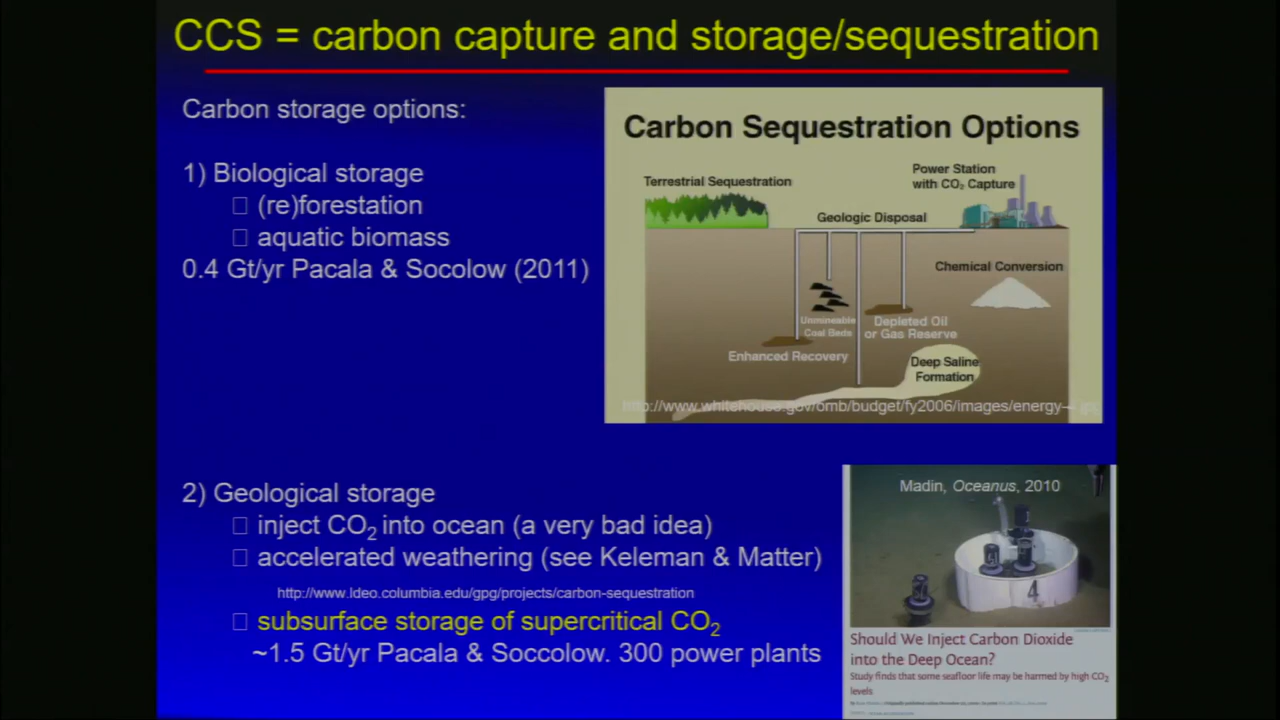 CCS = carbon capture and storage/sequestration
Carbon storage options:
1) Biological storage
(re)forestation
aquatic biomass
0.4 Gt/yr Pacala & Socolow (2011)
Carbon Sequestration Options
Terrestrial Sequestration
Power Station
with CO₂ Capture
Geologic Disposal
Chemical Conversion
Unmineable
Coal Beds
Depleted Oil
or Gas Reserve
Enhanced Recovery
Deep Saline
Formation
http://www.whitehouse.gov/omb/budget/fy2006/images/energy-
2) Geological storage
inject CO₂ into ocean (a very bad idea)
accelerated weathering (see Keleman & Matter)
http://www.ldeo.columbia.edu/gpg/projects/carbon-sequestration
subsurface storage of supercritical CO₂
~1.5 Gt/yr Pacala & Soccolow. 300 power plants
Madin, Oceanus, 2010
4
Should We Inject Carbon Dioxide
into the Deep Ocean?
Study finds that some seafloor life may be harmed by high CO₂
levels